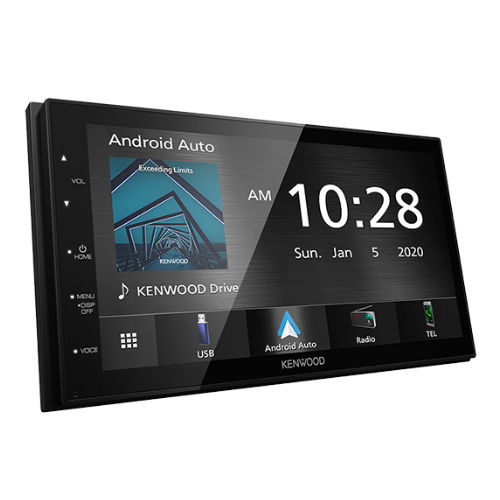 Android Auto
Exceeding Limits
KENWOOD
♪ KENWOOD Drive
AM 10:28
Sun. Jan 5 2020
▲
VOL
▼
HOME
MENU
DISP OFF
VOICE
USB
Android Auto
Radio
TEL
KENWOOD